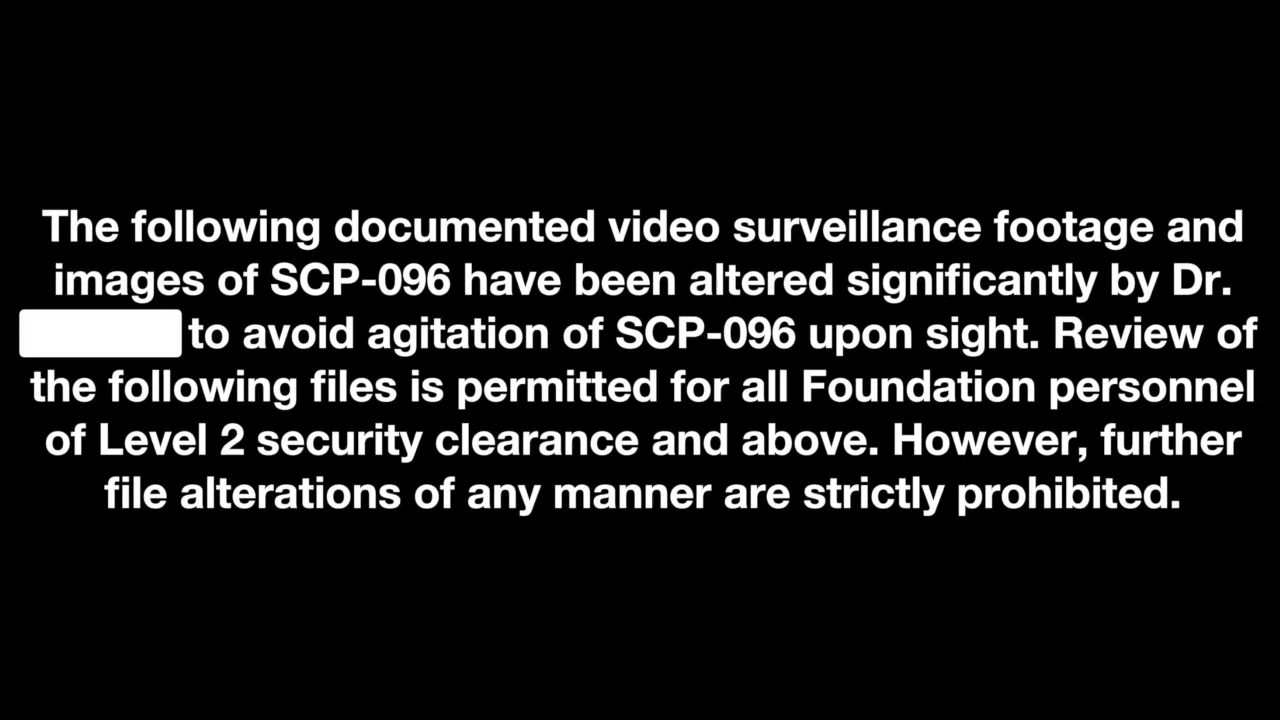 The following documented video surveillance footage and
images of SCP-096 have been altered significantly by Dr.
to avoid agitation of SCP-096 upon sight. Review of
the following files is permitted for all Foundation personnel
of Level 2 security clearance and above. However, further
file alterations of any manner are strictly prohibited.